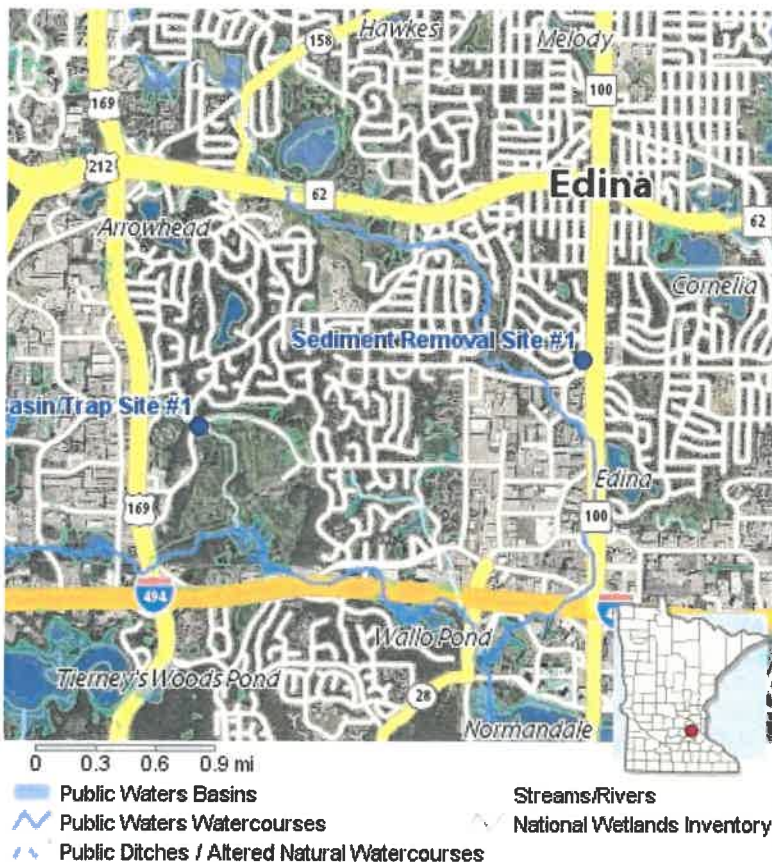 Hawkes
158
Melody
169
100
212
62
Edina
62
Arrowhead
Cornelia
Sediment Removal Site #1
asin/Trap Site #1
Edina
169
100
494
Wallo Pond
Tierney's Woods Pond
28
Normandale
0 0.3 0.6 0.9 mi
Public Waters Basins
Streams/Rivers
Public Waters Watercourses
National Wetlands Inventory
Public Ditches / Altered Natural Watercourses